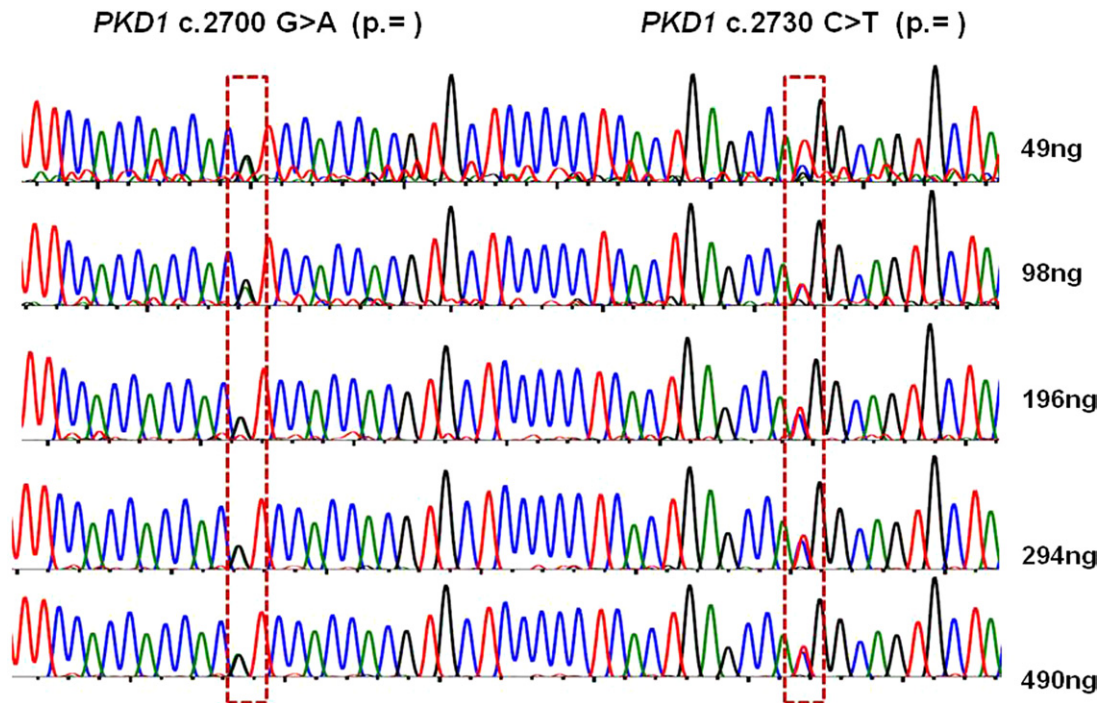 PKD1 c.2700 G>A (p.= )
PKD1 c.2730 C>T (p.= )
49ng
98ng
196ng
294ng
490ng